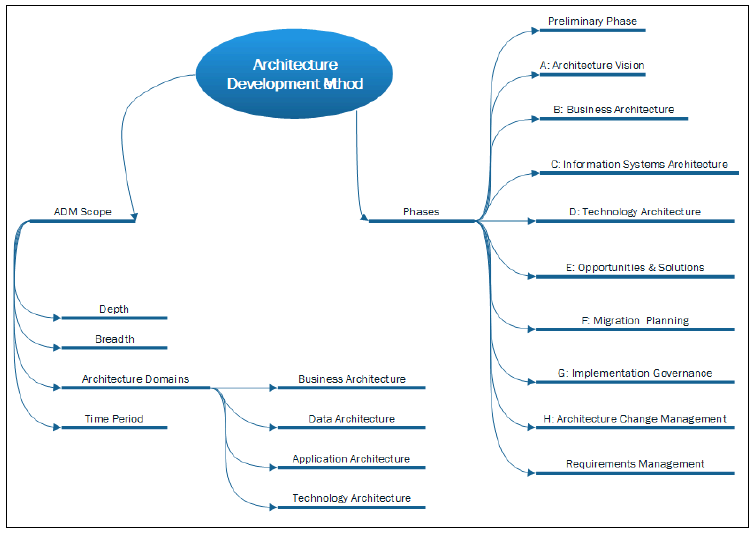 Architecture
Development Method
ADM Scope
Depth
Breadth
Architecture Domains
Time Period
Business Architecture
Data Architecture
Application Architecture
Technology Architecture
Phases
Preliminary Phase
A: Architecture Vision
B: Business Architecture
C: Information Systems Architecture
D: Technology Architecture
E: Opportunities & Solutions
F: Migration Planning
G: Implementation Governance
H: Architecture Change Management
Requirements Management